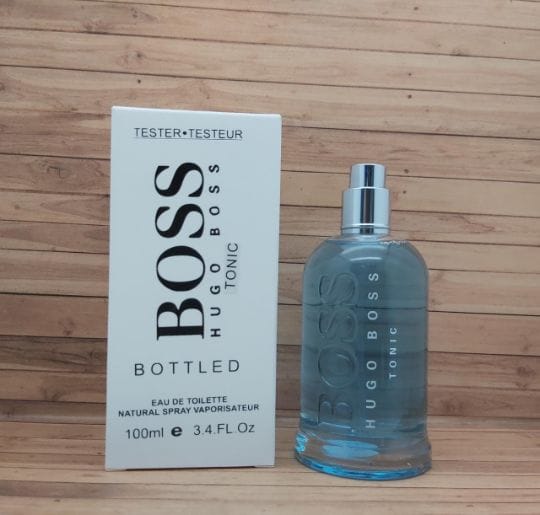 TESTER•TESTEUR
BOSS
HUGO BOSS
TONIC
BOTTLED
EAU DE TOILETTE
NATURAL SPRAY VAPORISATEUR
100ml e 3.4.FL.Oz
BOSS
HUGO BOSS
TONIC